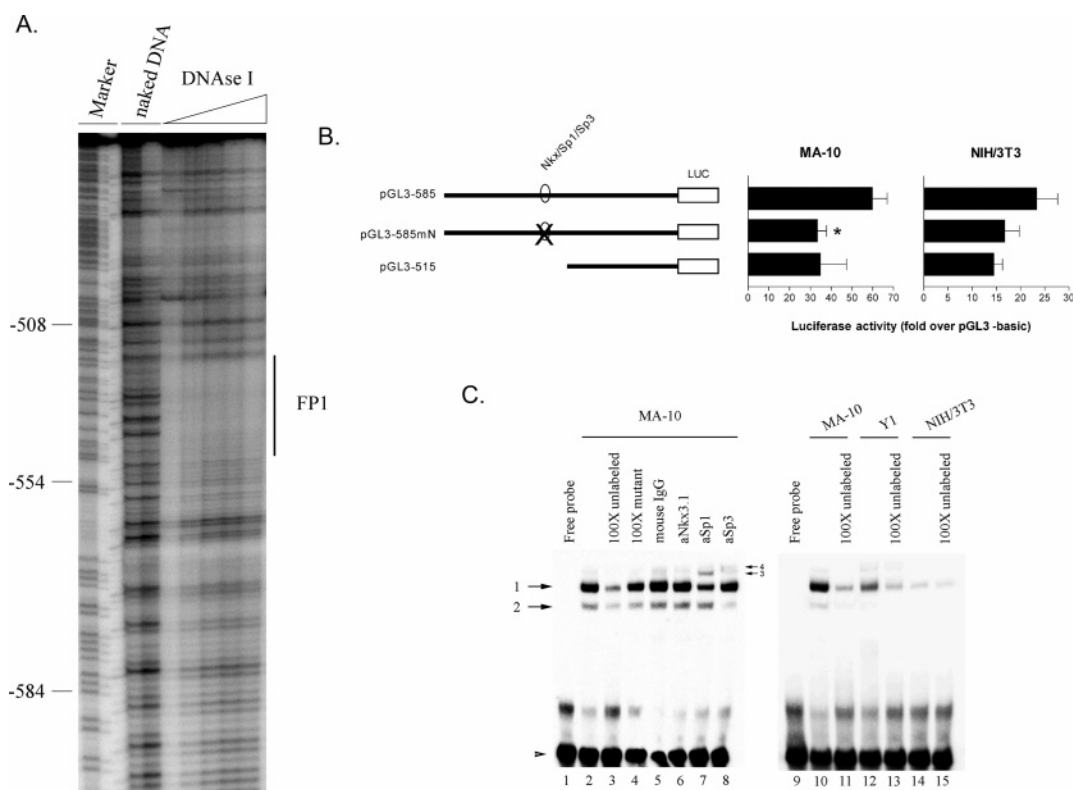 A.
Marker
naked DNA
DNAse I
-508
-554
-584
FP1
B.
Nkx/Sp1/Sp3
LUC
pGL3-585
pGL3-585mN
X
pGL3-515
MA-10
*
0 10 20 30 40 50 60 70
NIH/3T3
0 5 10 15 20 25 30
Luciferase activity (fold over pGL3 -basic)
C.
MA-10
Free probe
100X unlabeled
100X mutant
mouse IgG
aNkx3.1
aSp1
aSp3
1
2
4
3
1 2 3 4 5 6 7 8
MA-10 Y1 NIH/3T3
Free probe
100X unlabeled
100X unlabeled
100X unlabeled
9 10 11 12 13 14 15